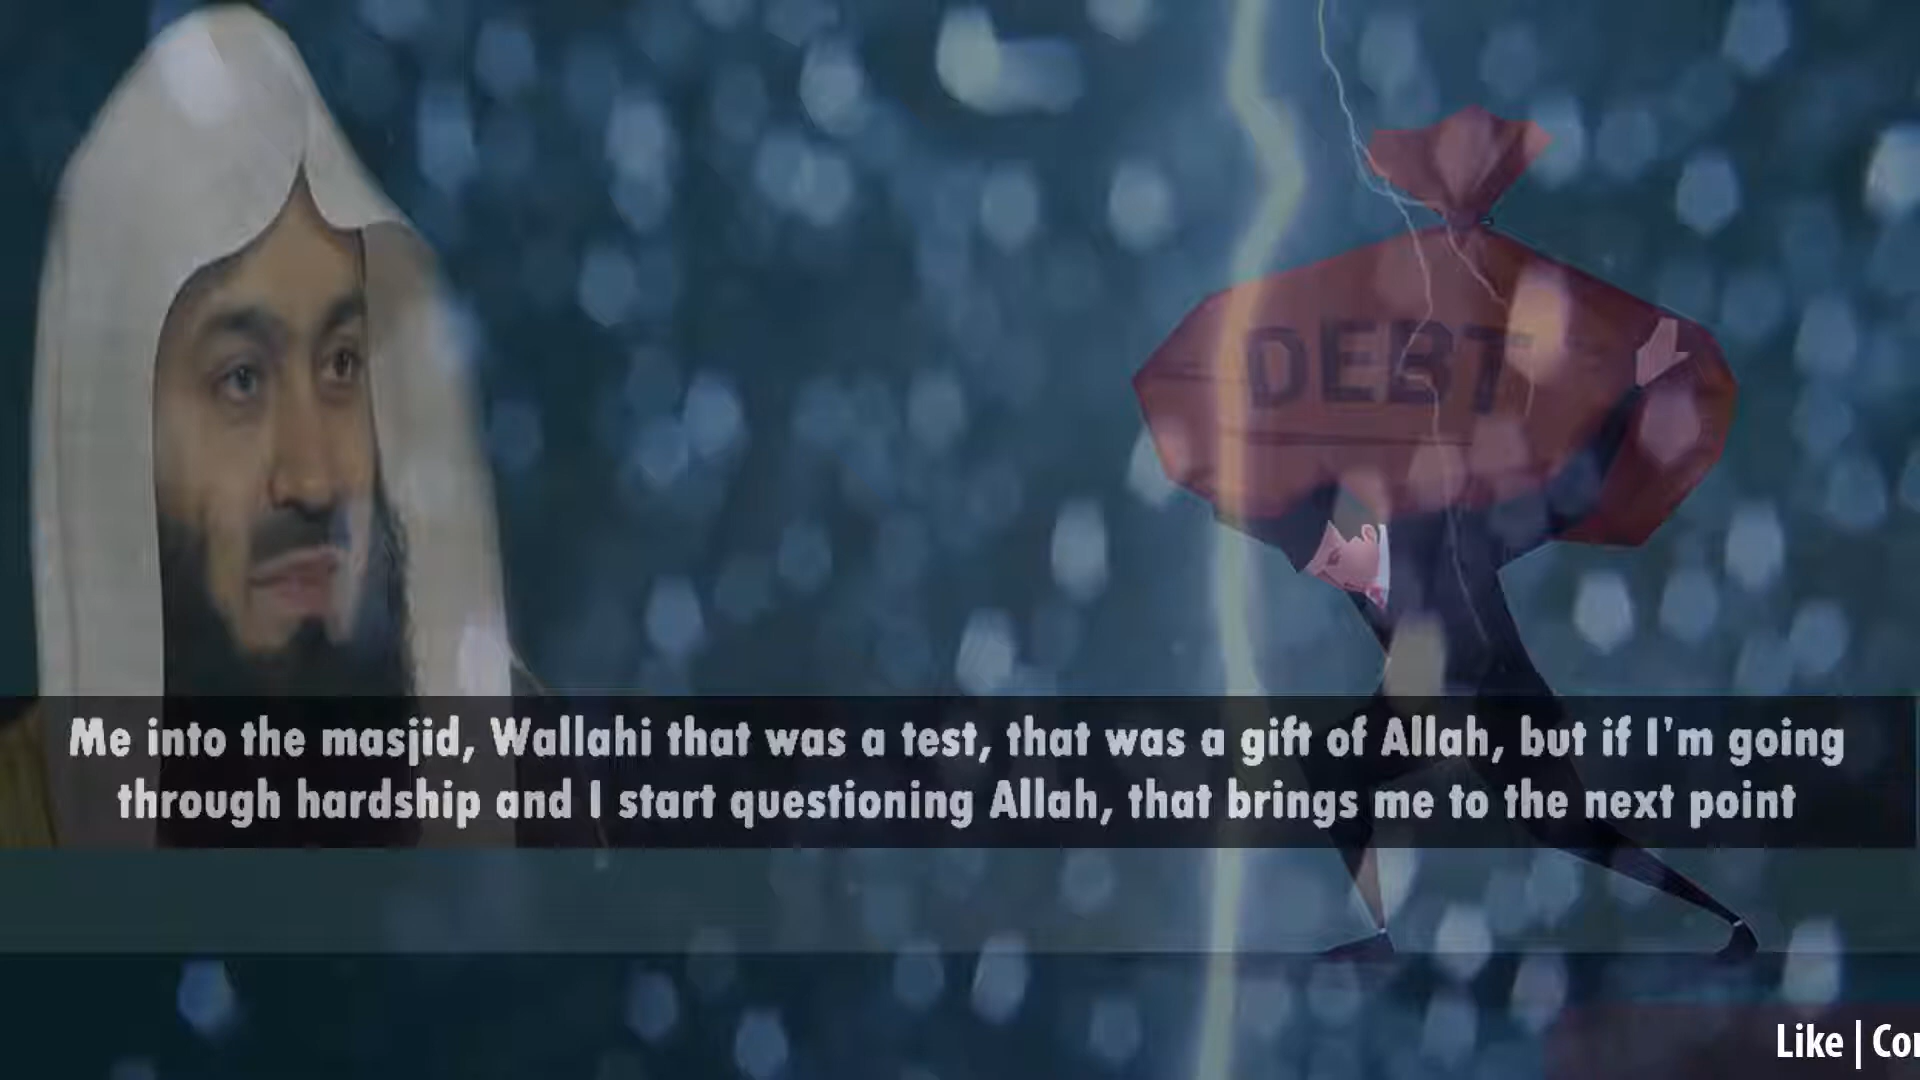 DEBT
Me into the masjid, Wallahi that was a test, that was a gift of Allah, but if I'm going
through hardship and I start questioning Allah, that brings me to the next point
Like |